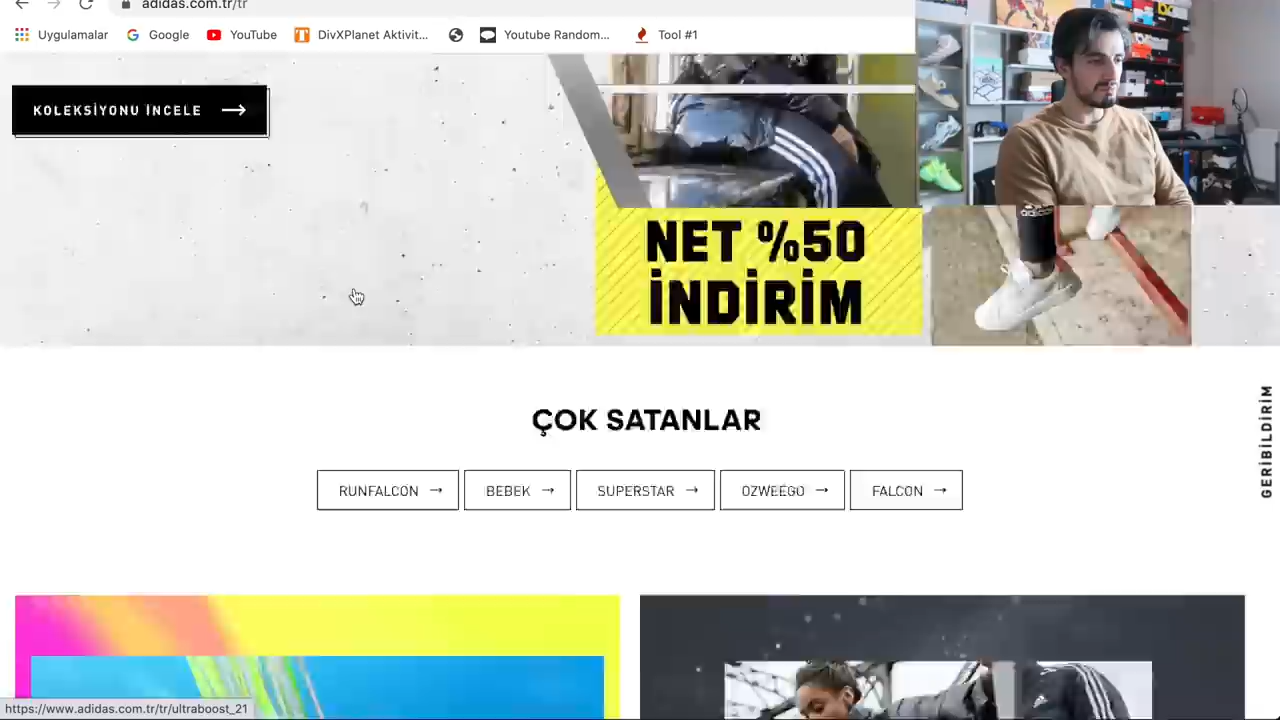 adidas.com.tr/tr
Uygulamalar
Google
YouTube
DivXPlanet Aktivit...
Youtube Random...
Tool #1
KOLEKSİYONU İNCELE
adidas
NET %50
İNDİRİM
ÇOK SATANLAR
RUNFALCON
BEBEK
SUPERSTAR
OZWEEGO
FALCON
GERİBİLDİRİM
https://www.adidas.com.tr/tr/ultraboost_21